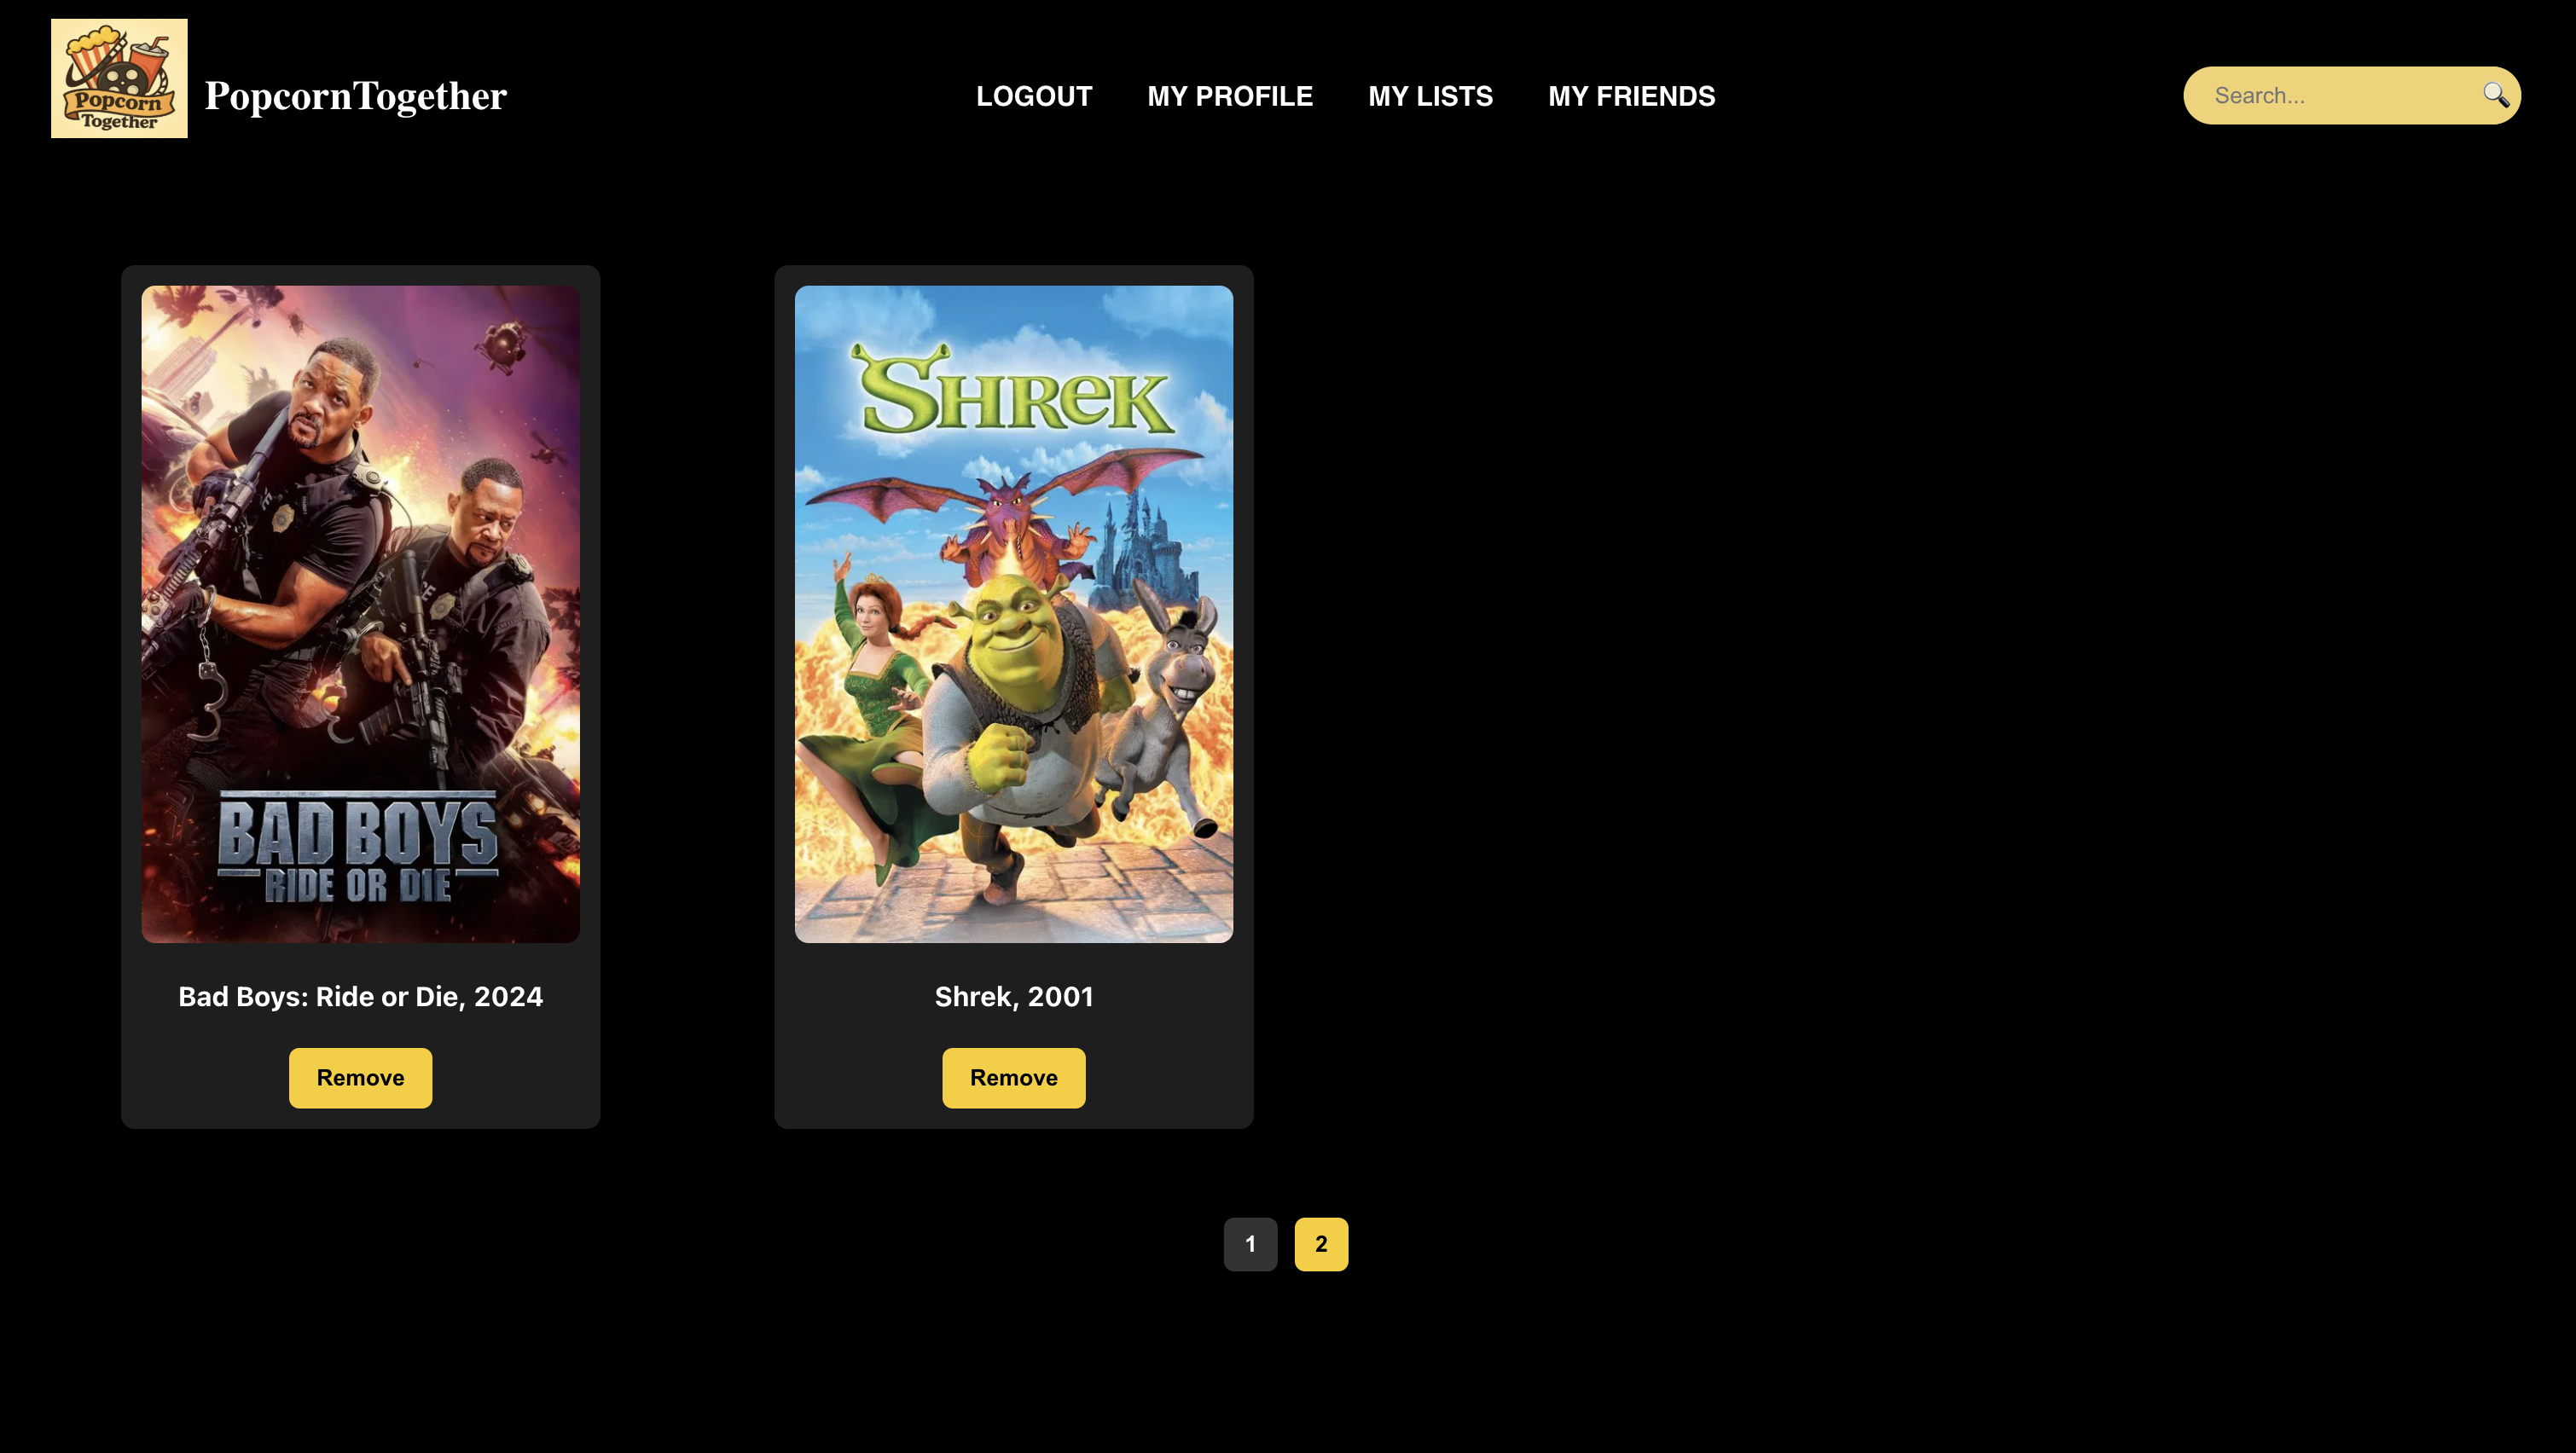 Popcorn
Together
PopcornTogether
LOGOUT MY PROFILE MY LISTS MY FRIENDS
Search...
SHREK
BAD BOYS
RIDE OR DIE
Bad Boys: Ride or Die, 2024
Shrek, 2001
Remove
Remove
1 2